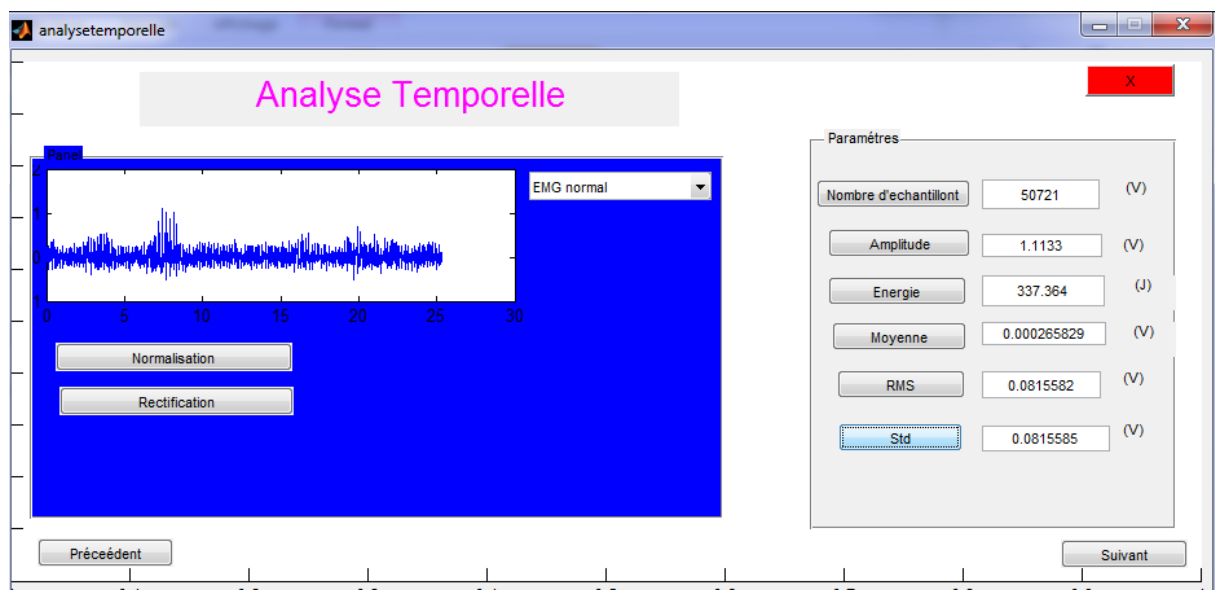 analysetemporelle
Analyse Temporelle
X
Panel
2
1
0
1
0 5 10 15 20 25 30
EMG normal
Normalisation
Rectification
Paramétres
Nombre d'echantillont 50721 (V)
Amplitude 1.1133 (V)
Energie 337.364 (J)
Moyenne 0.000265829 (V)
RMS 0.0815582 (V)
Std 0.0815585 (V)
Précéédent
Suivant